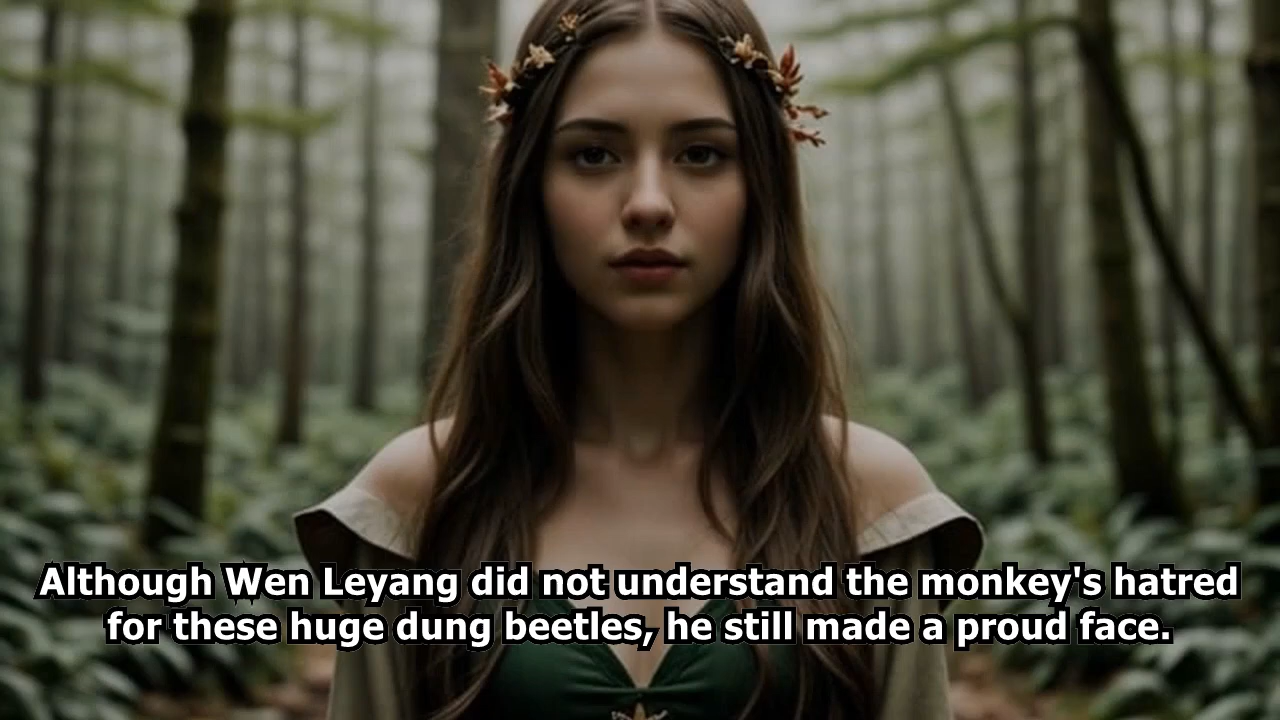 Although Wen Leyang did not understand the monkey's hatred
for these huge dung beetles, he still made a proud face.